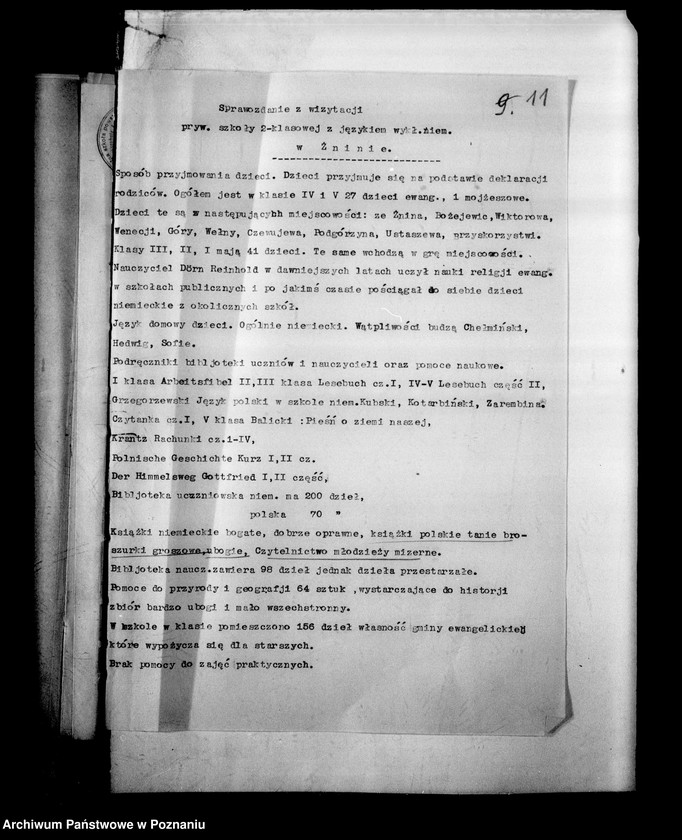 9. 11
Sprawozdanie z wizytacji
pryw. szkoły 2-klasowej z językiem wykł.niem.
w Żninie.
Sposób przyjmowania dzieci. Dzieci przyjmuje się na podstawie deklaracji
rodziców. Ogółem jest w klasie IV i V 27 dzieci ewang., 1 mojżeszowe.
Dzieci te są z następującyhh miejscowości: ze Żnina, Bożejewic, Wiktorowa,
Wenecji, Góry, Wełny, Czewujewa, Podgórzyna, Ustaszewa, przyskorzystwi.
Klasy III, II, I mają 41 dzieci. Te same wchodzą w grę miejscowości.
Nauczyciel Dörn Reinhold w dawniejszych latach uczył nauki religji ewang.
w szkołach publicznych i po jakimś czasie pościągał do siebie dzieci
niemieckie z okolicznych szkół.
Język domowy dzieci. Ogólnie niemiecki. Wątpliwości budzą Chełmiński,
Hedwig, Sofie.
Podręczniki bibljoteki uczniów i nauczycieli oraz pomoce naukowe.
I klasa Arbeitsfibel II,III klasa Lesebuch cz.I, IV-V Lesebuch część II,
Grzegorzewski Język polski w szkole niem.Kubski, Kotarbiński, Zarembina.
Czytanka cz.I, V klasa Balicki :Pieśń o ziemi naszej,
Krantz Rachunki cz.1-IV,
Polnische Geschichte Kurz I,II cz.
Der Himmelsweg Gottfried I,II część,
Bibljoteka uczzniowska niem. ma 200 dzieł,
polska 70 "
Książki niemieckie bogate, dobrze oprawne, książki polskie tanie bro-
szurki groszowe,ubogie, Czytelnictwo młodzieży mizerne.
Bibljoteka naucz.zawiera 98 dzieł jednak dzieła przestarzałe.
Pomoce do przyrody i geografji 64 sztuk ,wystarczające do historji
zbiór bardzo ubogi i mało wszechstronny.
W szkole w klasie pomieszczono 156 dzieł własność gminy ewangelickiej
które wypożycza się dla starszych.
Brak pomocy do zajęć praktycznych.
Archiwum Państwowe w Poznaniu